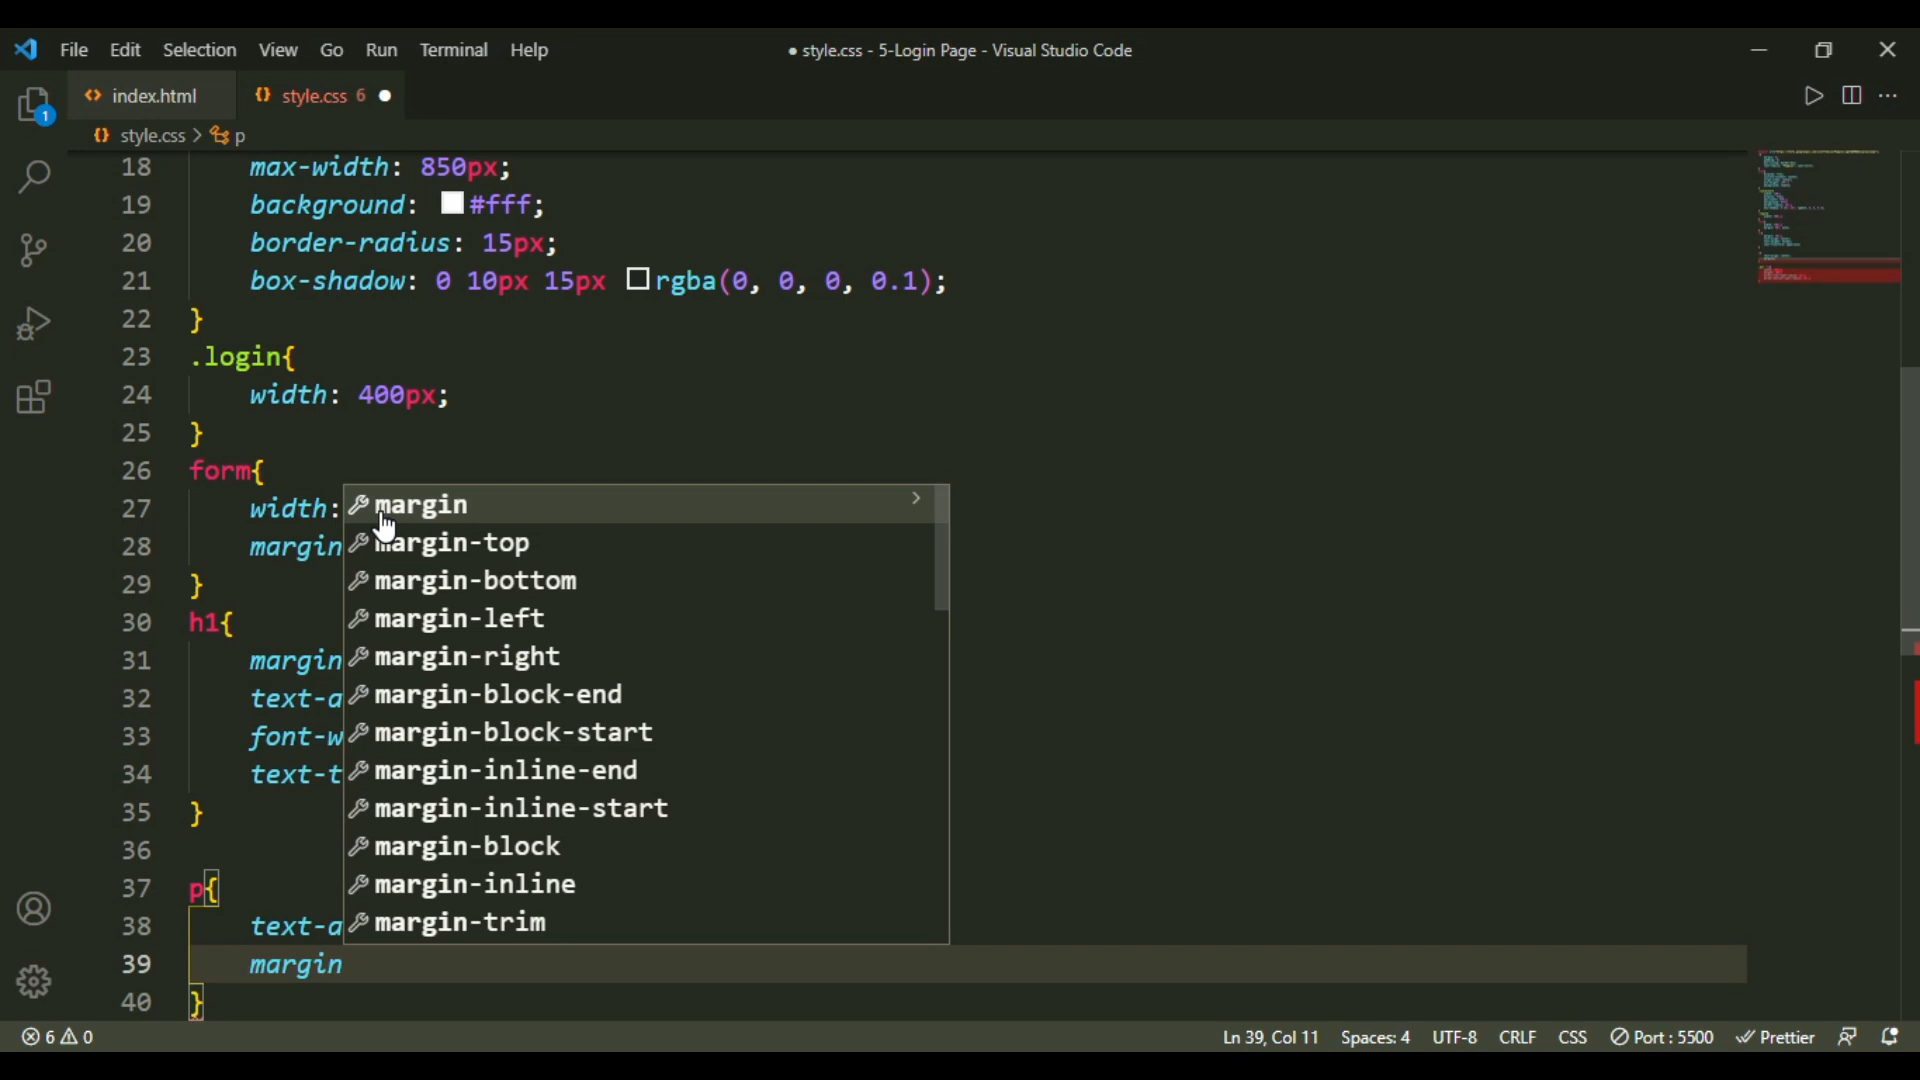 File Edit Selection View Go Run Terminal Help ● style.css - 5-Login Page - Visual Studio Code
index.html style.css 6
style.css > p
18 max-width: 850px;
19 background: #fff;
20 border-radius: 15px;
21 box-shadow: 0 10px 15px rgba(0, 0, 0, 0.1);
22 }
23 .login{
24 width: 400px;
25 }
26 form{
27 width:
28 margin
29 }
30 h1{
31 margin
32 text-a
33 font-w
34 text-t
35 }
36
37 p{
38 text-a
39 margin
40 }
margin
margin-top
margin-bottom
margin-left
margin-right
margin-block-end
margin-block-start
margin-inline-end
margin-inline-start
margin-block
margin-inline
margin-trim
1
6 0 Ln 39, Col 11 Spaces: 4 UTF-8 CRLF CSS Port : 5500 Prettier